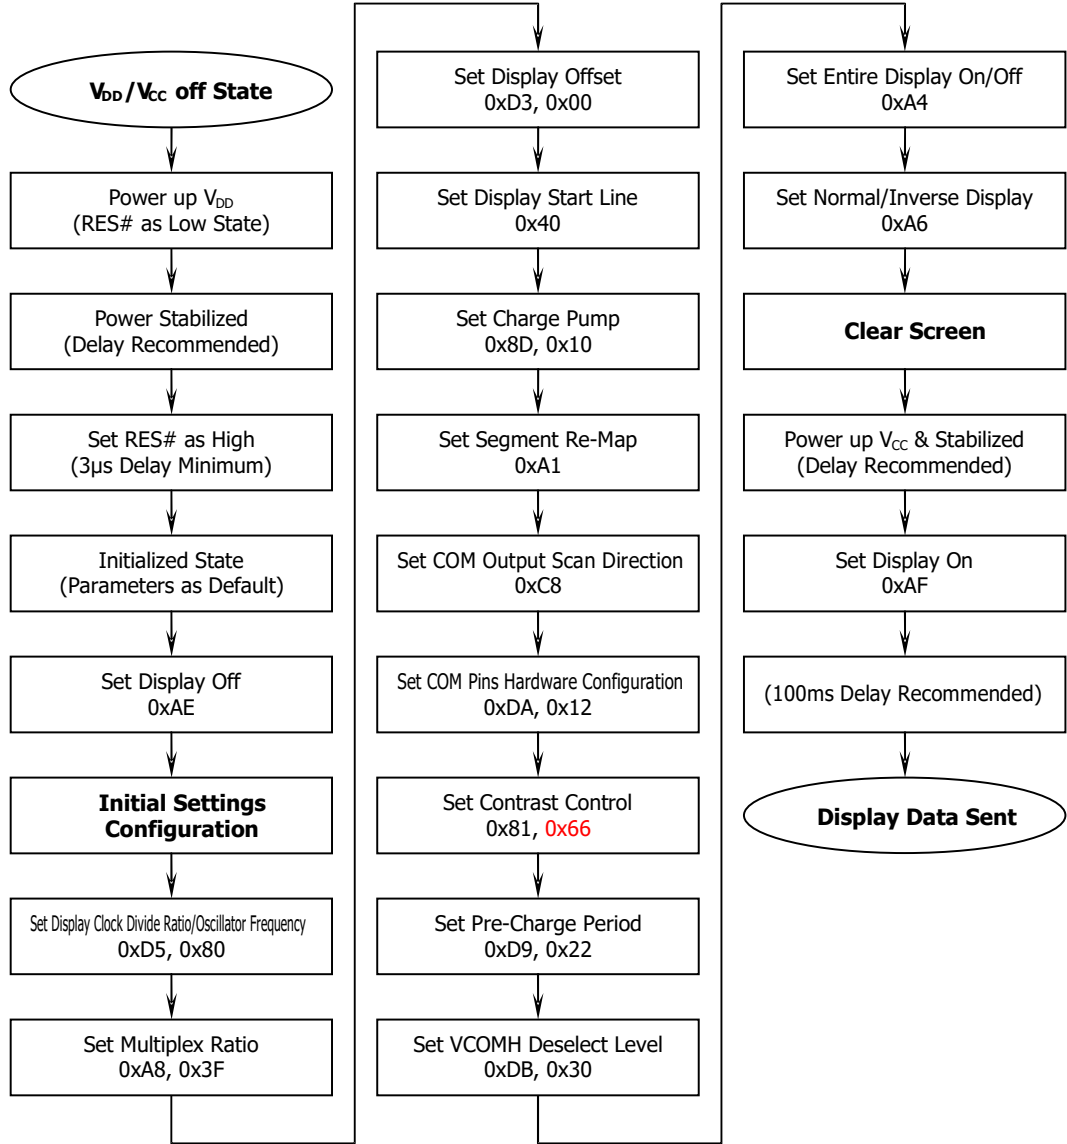 V_DD/V_CC off State
Power up V_DD
(RES# as Low State)
Power Stabilized
(Delay Recommended)
Set RES# as High
(3μs Delay Minimum)
Initialized State
(Parameters as Default)
Set Display Off
0xAE
Initial Settings
Configuration
Set Display Clock Divide Ratio/Oscillator Frequency
0xD5, 0x80
Set Multiplex Ratio
0xA8, 0x3F
Set Display Offset
0xD3, 0x00
Set Display Start Line
0x40
Set Charge Pump
0x8D, 0x10
Set Segment Re-Map
0xA1
Set COM Output Scan Direction
0xC8
Set COM Pins Hardware Configuration
0xDA, 0x12
Set Contrast Control
0x81, 0x66
Set Pre-Charge Period
0xD9, 0x22
Set VCOMH Deselect Level
0xDB, 0x30
Set Entire Display On/Off
0xA4
Set Normal/Inverse Display
0xA6
Clear Screen
Power up V_CC & Stabilized
(Delay Recommended)
Set Display On
0xAF
(100ms Delay Recommended)
Display Data Sent